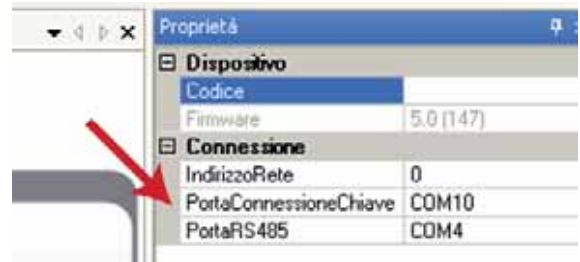 Proprietà
Dispositivo
Codice
Firmware 5.0 (147)
Connessione
IndirizzoRete 0
PortaConnessioneChiave COM10
PortaRS485 COM4